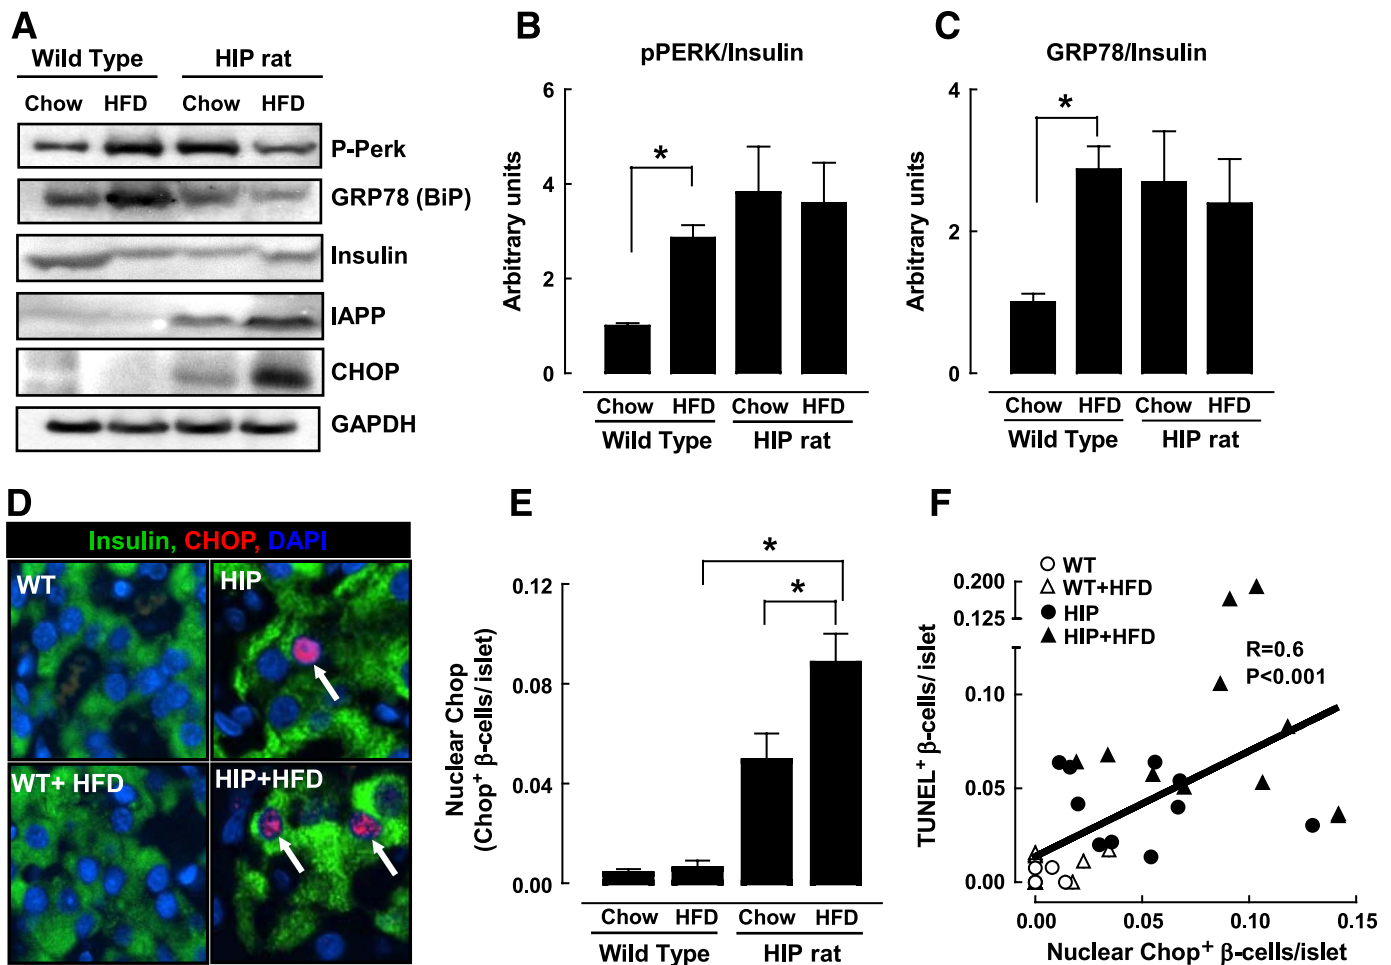 A
Wild Type HIP rat
Chow HFD Chow HFD
P-Perk
GRP78 (BiP)
Insulin
IAPP
CHOP
GAPDH
B
pPERK/Insulin
Arbitrary units
6
4
2
0
*
Chow HFD Chow HFD
Wild Type HIP rat
C
GRP78/Insulin
Arbitrary units
4
2
0
*
Chow HFD Chow HFD
Wild Type HIP rat
D
Insulin, CHOP, DAPI
WT
HIP
WT+ HFD
HIP+HFD
E
Nuclear Chop
(Chop⁺ β-cells/ islet)
0.12
0.08
0.04
0.00
*
*
Chow HFD Chow HFD
Wild Type HIP rat
F
WT
WT+HFD
HIP
HIP+HFD
R=0.6
P<0.001
TUNEL⁺ β-cells/ islet
0.200
0.125
0.10
0.05
0.00
0.00 0.05 0.10 0.15
Nuclear Chop⁺ β-cells/islet